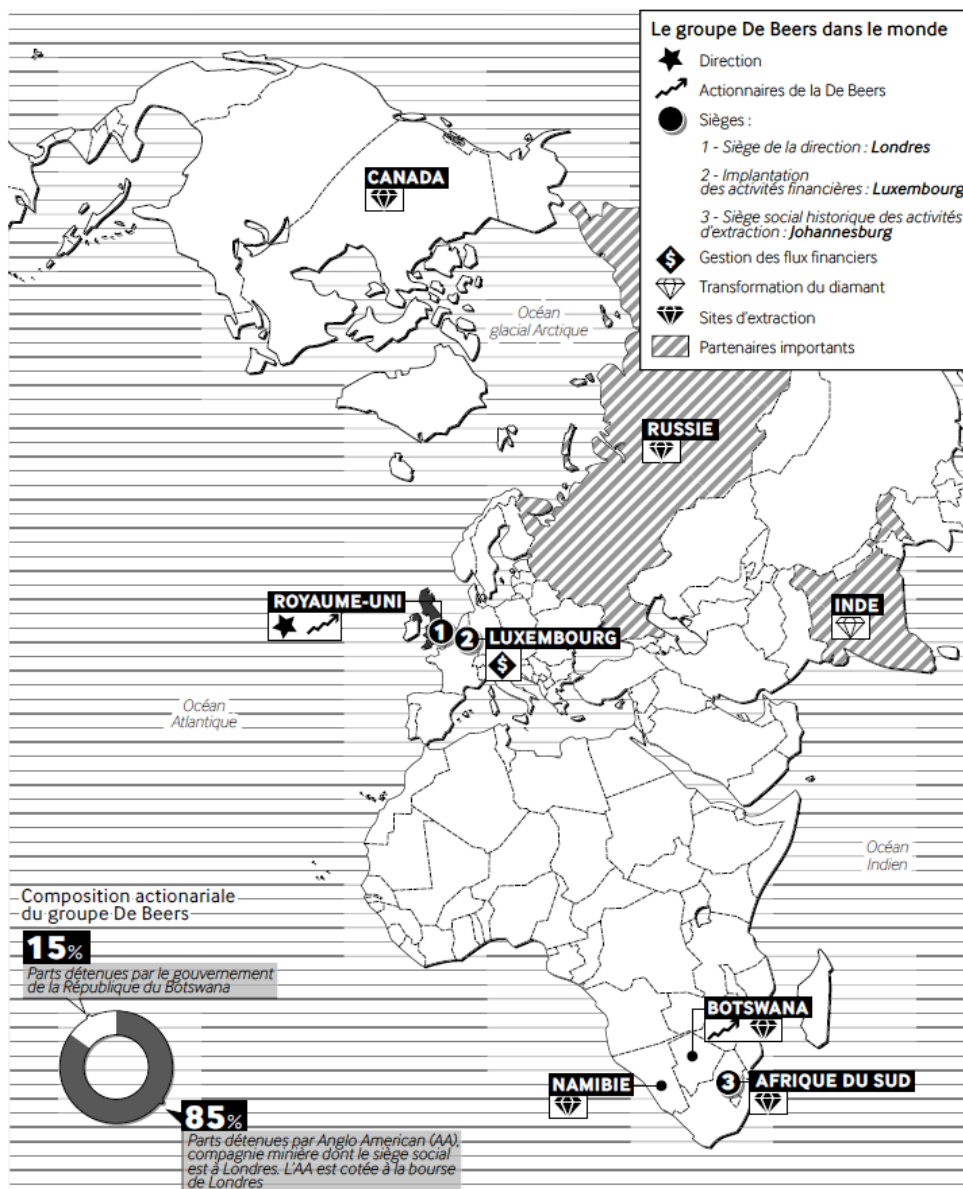 Le groupe De Beers dans le monde
Direction
Actionnaires de la De Beers
Sièges :
1 - Siège de la direction : Londres
2 - Implantation
des activités financières : Luxembourg
3 - Siège social historique des activités
d'extraction : Johannesburg
$ Gestion des flux financiers
Transformation du diamant
Sites d'extraction
Partenaires importants
CANADA
Océan
glacial Arctique
RUSSIE
ROYAUME-UNI
1
2 LUXEMBOURG
$
INDE
Océan
Atlantique
Océan
Indien
Composition actionariale
du groupe De Beers
15%
Parts détenues par le gouvernement
de la République du Botswana
BOTSWANA
NAMIBIE
3 AFRIQUE DU SUD
85%
Parts détenues par Anglo American (AA),
compagnie minière dont le siège social
est à Londres. L'AA est cotée à la bourse
de Londres